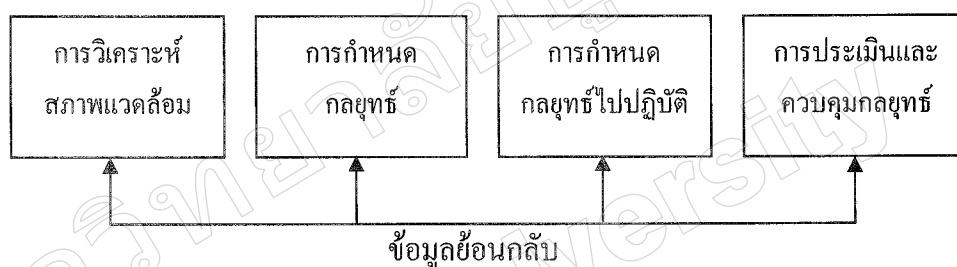 การวิเคราะห์
สภาพแวดล้อม
การกำหนด
กลยุทธ์
การกำหนด
กลยุทธ์ไปปฏิบัติ
การประเมินและ
ควบคุมกลยุทธ์
ข้อมูลย้อนกลับ